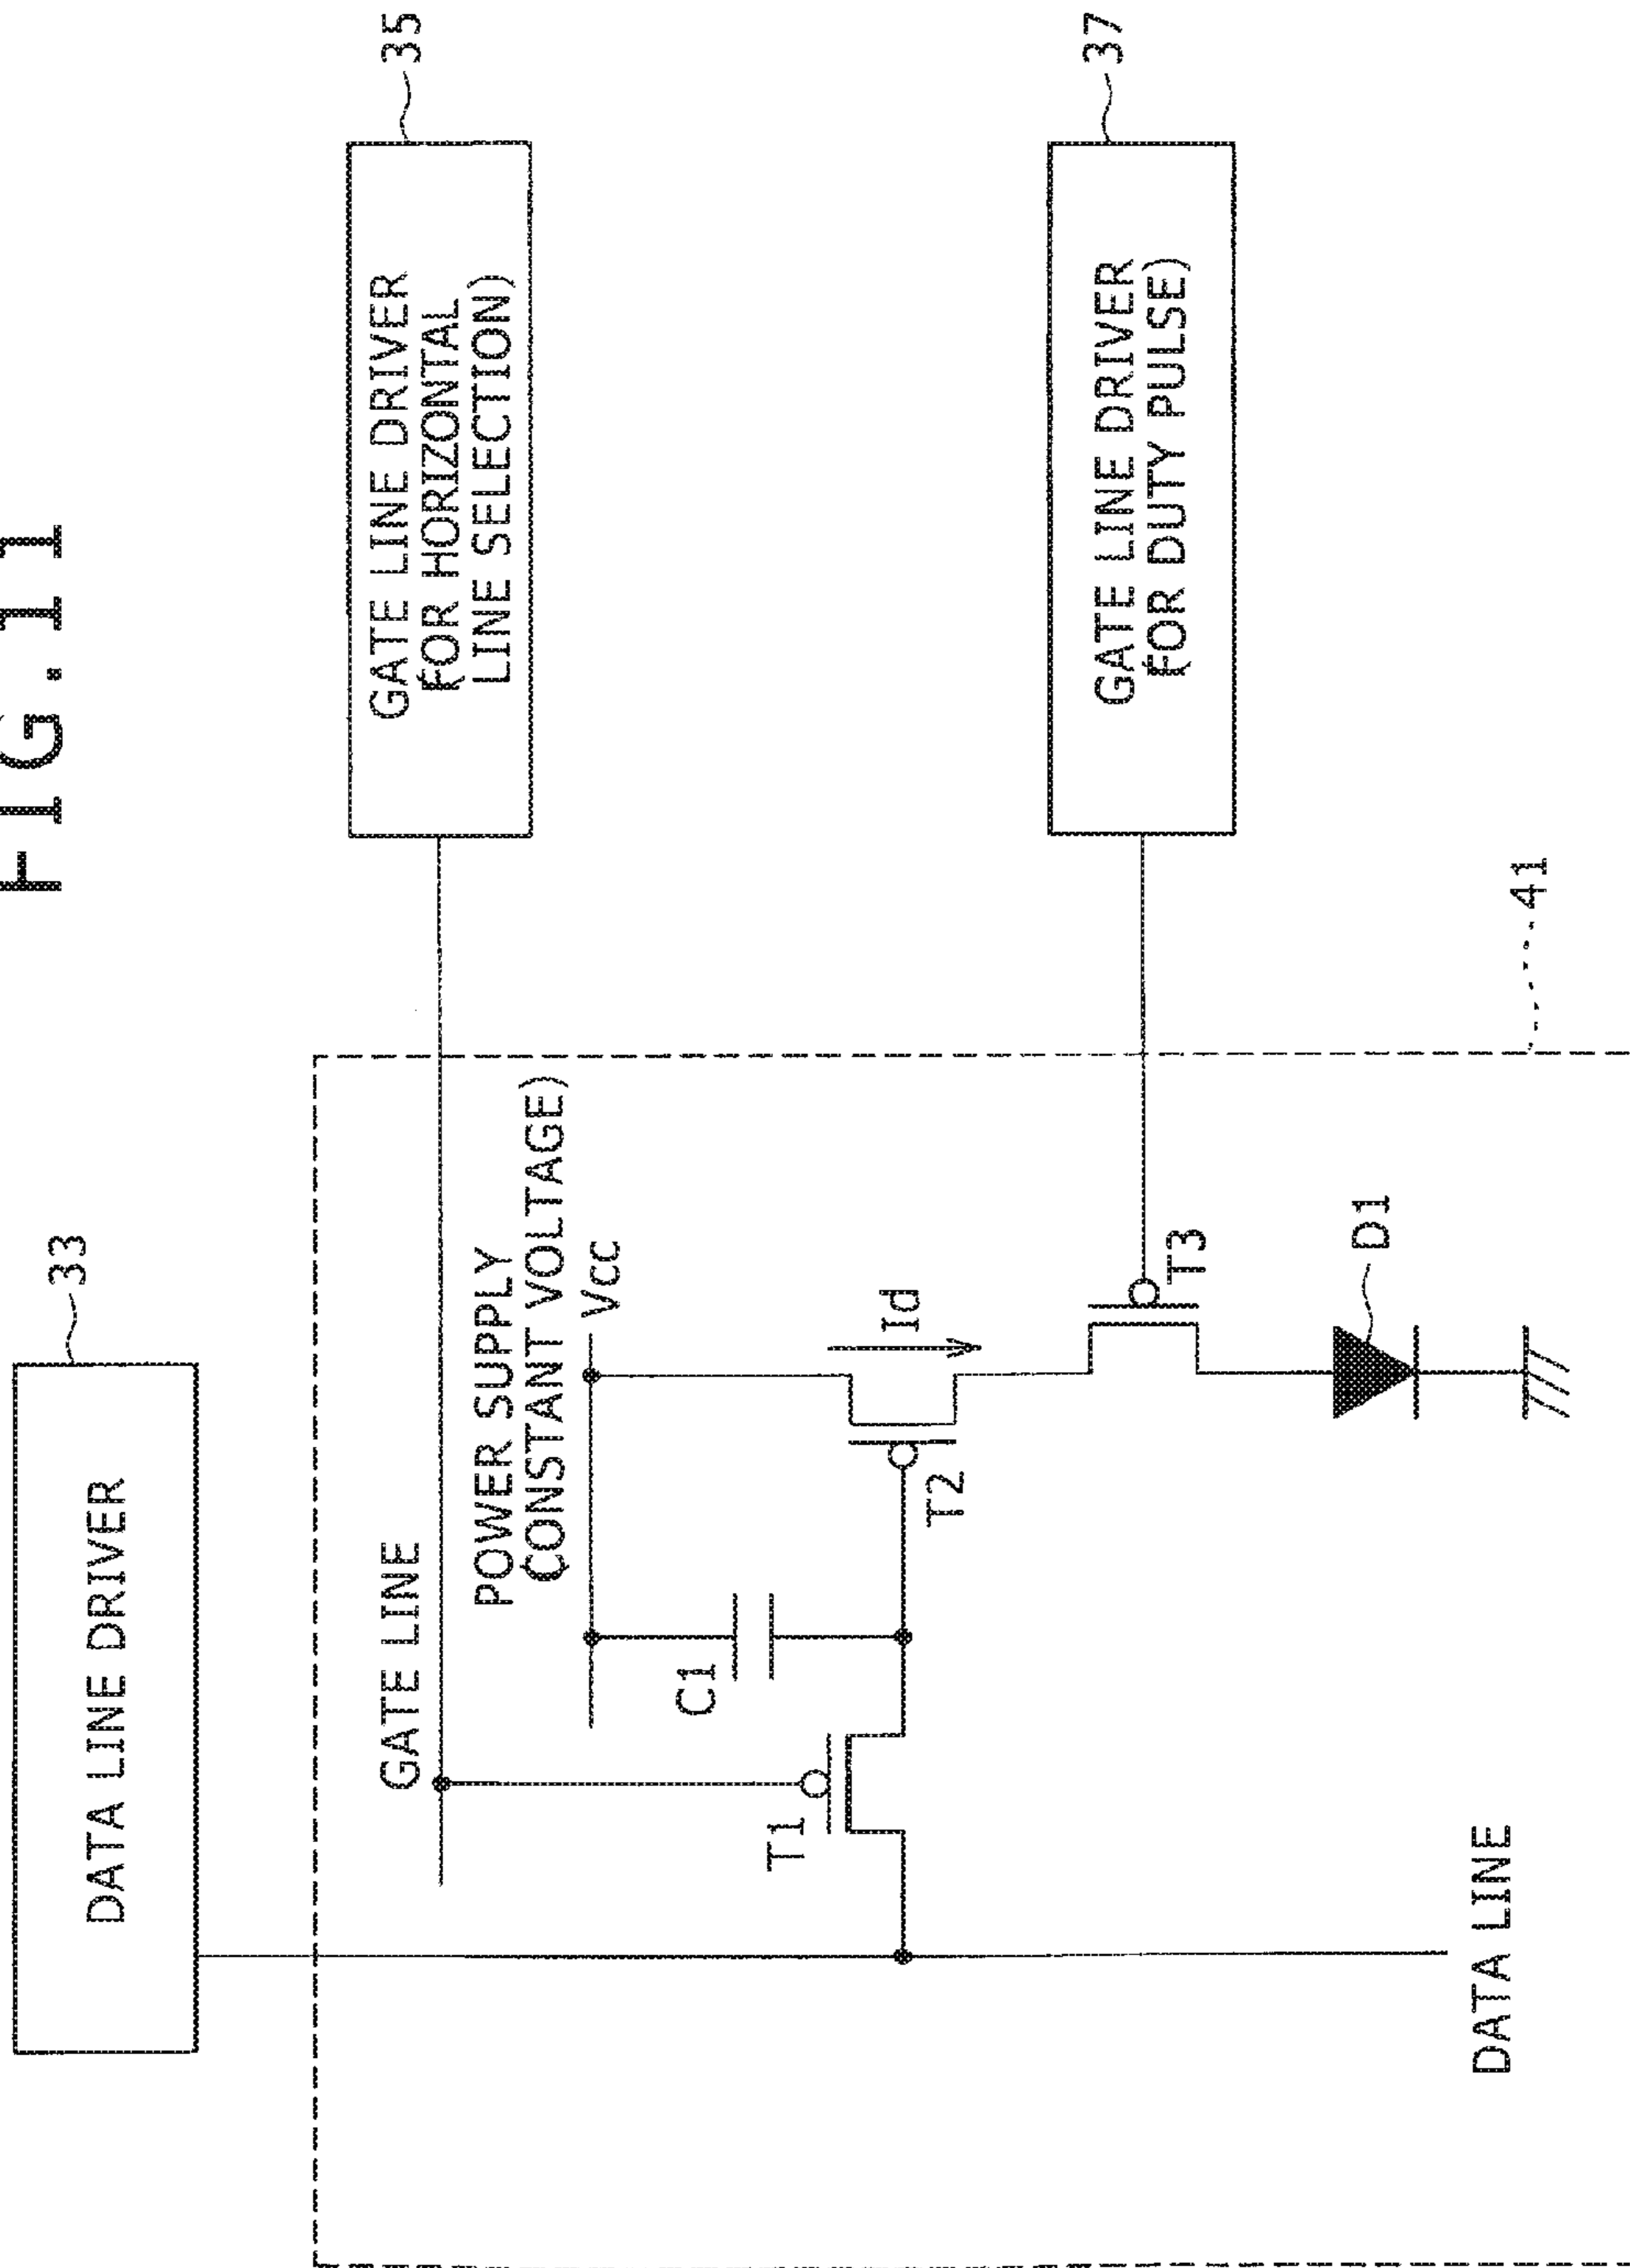 FIG.11
33
DATA LINE DRIVER
35
GATE LINE DRIVER
(FOR HORIZONTAL
LINE SELECTION)
GATE LINE
POWER SUPPLY
(CONSTANT VOLTAGE)
Vcc
C1
T1
Id
T2
37
GATE LINE DRIVER
(FOR DUTY PULSE)
T3
D1
DATA LINE
41